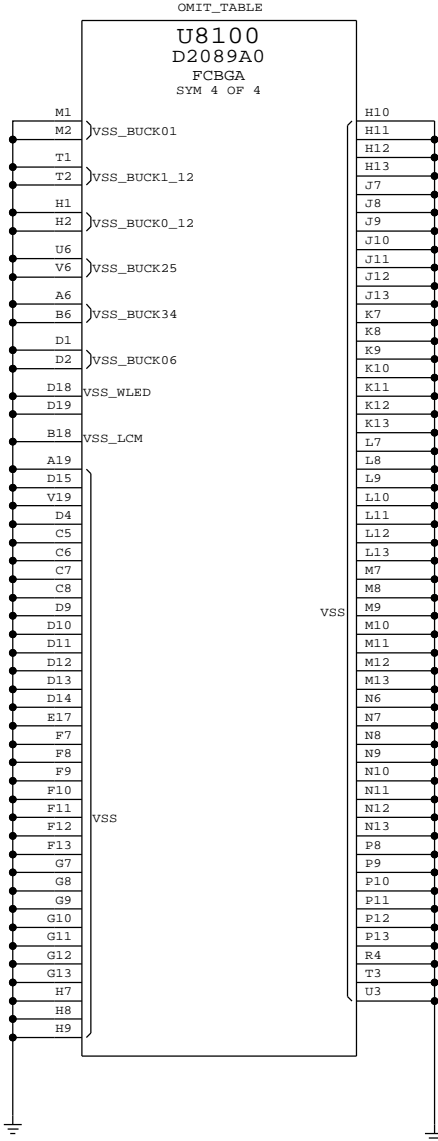 OMIT_TABLE
U8100
D2089A0
FCBGA
SYM 4 OF 4
M1
M2
VSS_BUCK01
T1
T2
VSS_BUCK1_12
H1
H2
VSS_BUCK0_12
U6
V6
VSS_BUCK25
A6
B6
VSS_BUCK34
D1
D2
VSS_BUCK06
D18
VSS_WLED
D19
B18
VSS_LCM
A19
D15
V19
D4
C5
C6
C7
C8
D9
D10
D11
D12
D13
D14
E17
F7
F8
F9
F10
F11
VSS
F12
F13
G7
G8
G9
G10
G11
G12
G13
H7
H8
H9
H10
H11
H12
H13
J7
J8
J9
J10
J11
J12
J13
K7
K8
K9
K10
K11
K12
K13
L7
L8
L9
L10
L11
L12
L13
M7
M8
M9
VSS
M10
M11
M12
M13
N6
N7
N8
N9
N10
N11
N12
N13
P8
P9
P10
P11
P12
P13
R4
T3
U3